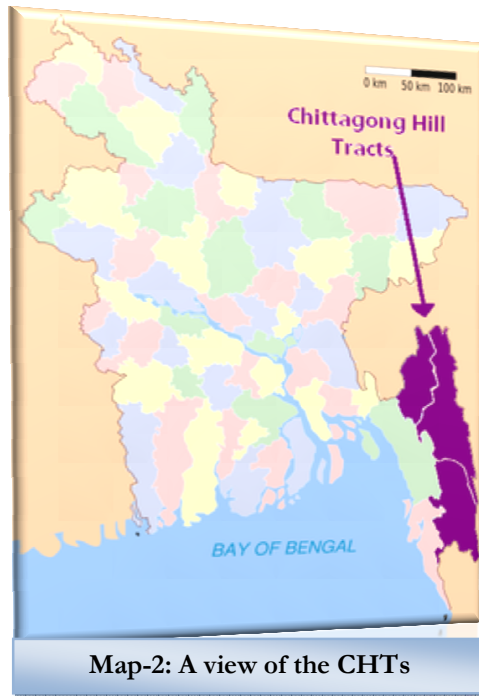 0 km 50 km 100 km
Chittagong Hill
Tracts
BAY OF BENGAL
Map-2: A view of the CHTs